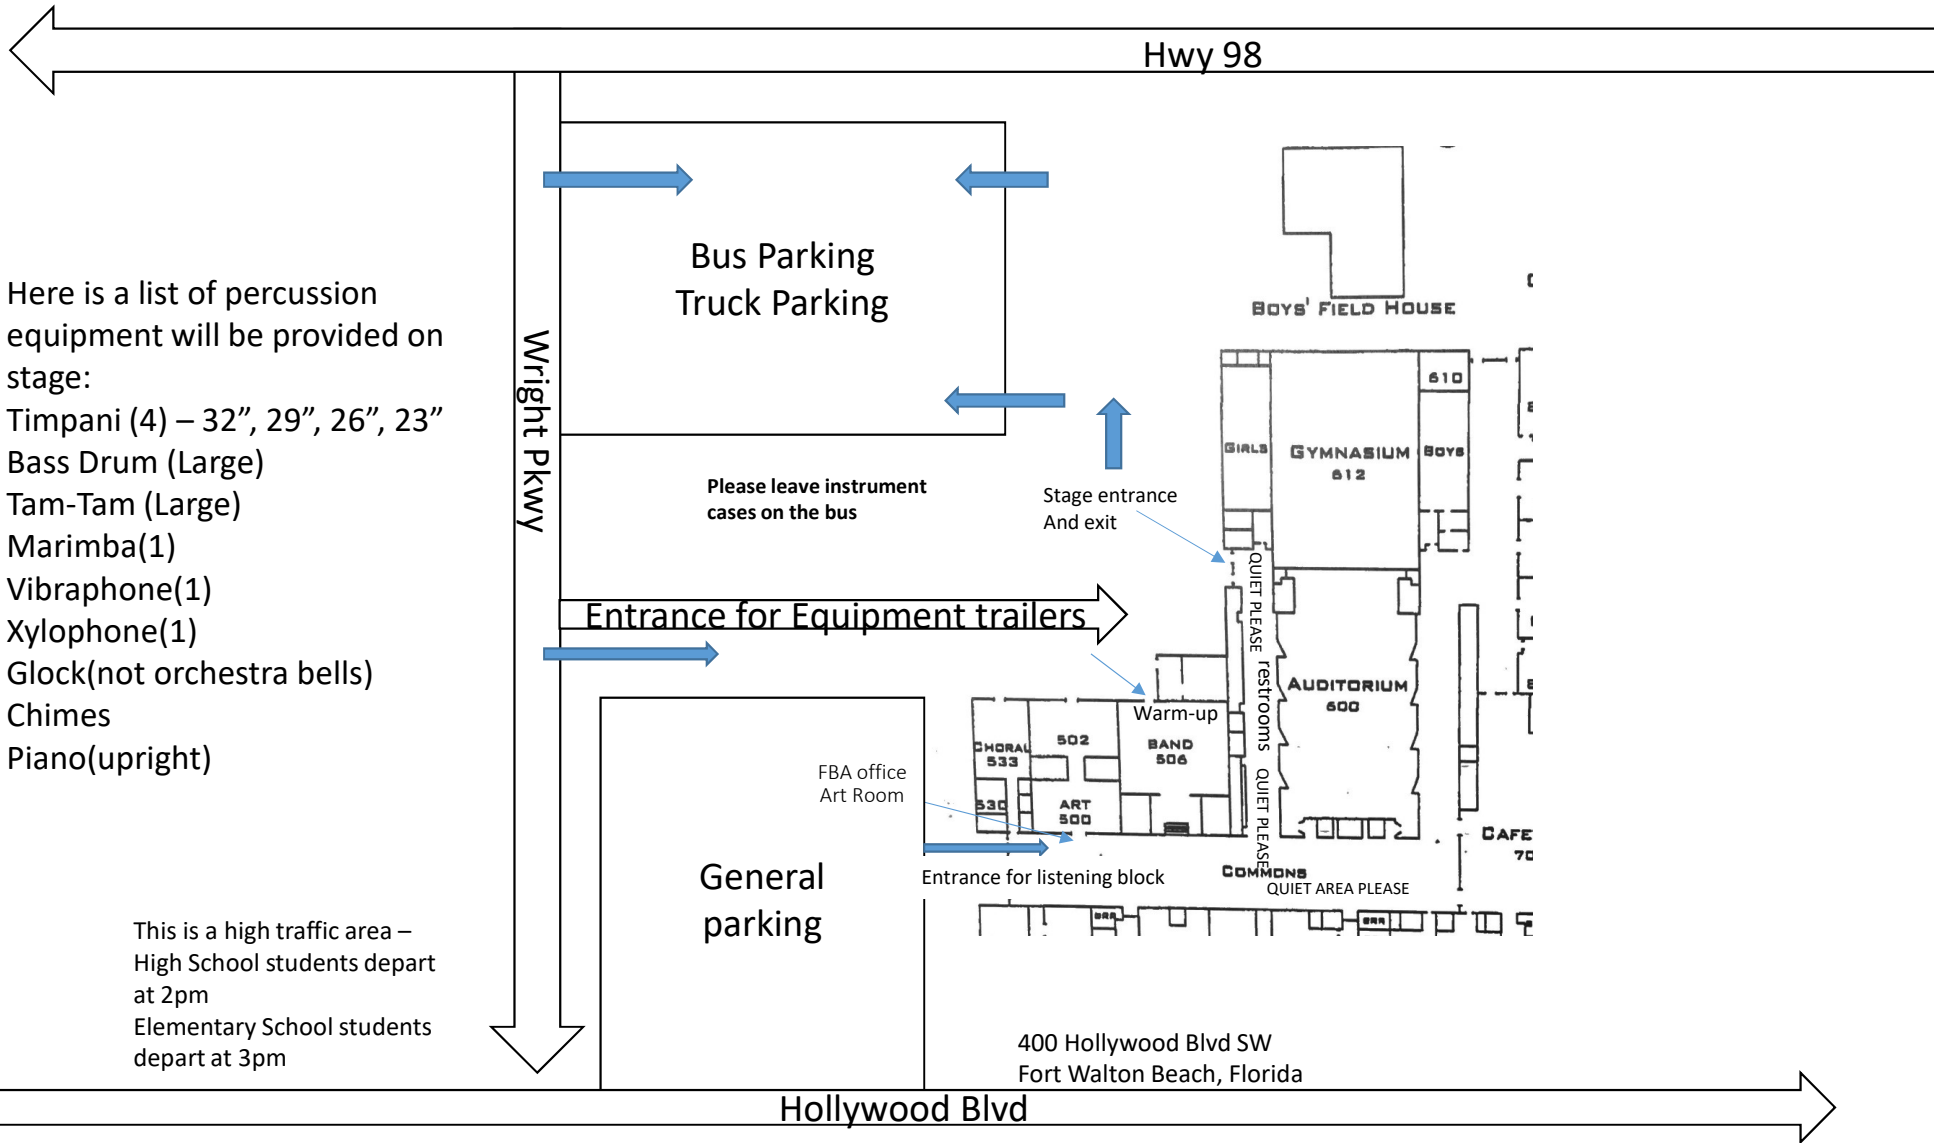 Hwy 98
Bus Parking
Truck Parking
Here is a list of percussion
equipment will be provided on
stage:
Timpani (4) – 32”, 29”, 26”, 23”
Bass Drum (Large)
Tam-Tam (Large)
Marimba(1)
Vibraphone(1)
Xylophone(1)
Glock(not orchestra bells)
Chimes
Piano(upright)
Wright Pkwy
BOYS' FIELD HOUSE
610
GIRLS
GYMNASIUM
612
BOYS
Please leave instrument
cases on the bus
Stage entrance
And exit
QUIET PLEASE
restrooms
QUIET PLEASE
Entrance for Equipment trailers
AUDITORIUM
600
Warm-up
CHORAL
533
502
BAND
506
530
ART
500
FBA office
Art Room
CAFE
70
Entrance for listening block
COMMONS
QUIET AREA PLEASE
General
parking
This is a high traffic area –
High School students depart
at 2pm
Elementary School students
depart at 3pm
400 Hollywood Blvd SW
Fort Walton Beach, Florida
Hollywood Blvd